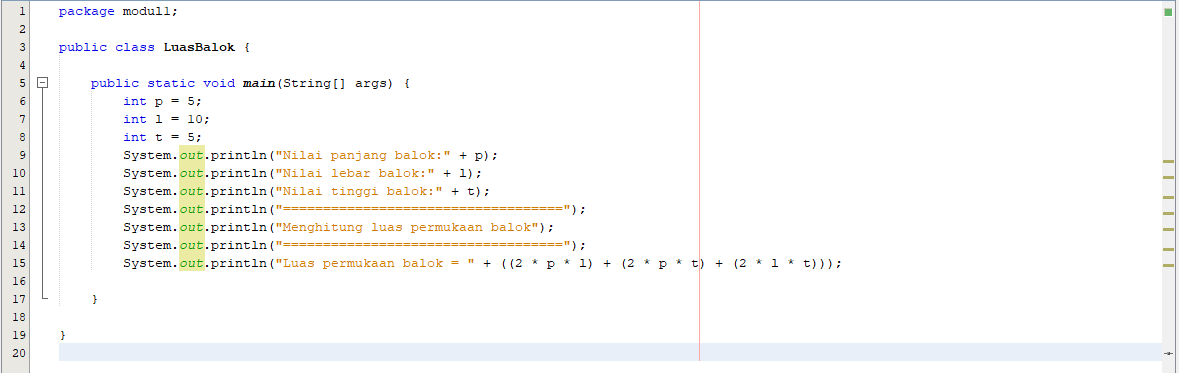 1 package modul1;
2
3 public class LuasBalok {
4
5 public static void main(String[] args) {
6 int p = 5;
7 int l = 10;
8 int t = 5;
9 System.out.println("Nilai panjang balok:" + p);
10 System.out.println("Nilai lebar balok:" + l);
11 System.out.println("Nilai tinggi balok:" + t);
12 System.out.println("===================================");
13 System.out.println("Menghitung luas permukaan balok");
14 System.out.println("===================================");
15 System.out.println("Luas permukaan balok = " + ((2 * p * l) + (2 * p * t) + (2 * l * t)));
16
17 }
18
19 }
20